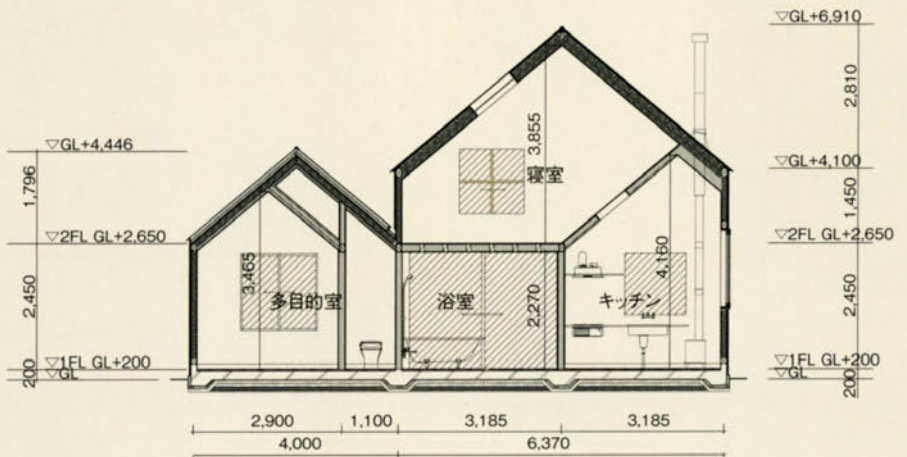 ▽GL+6,910
2,810
▽GL+4,446
▽GL+4,100
3,855
寝室
1,796
1,450
▽2FL GL+2,650
▽2FL GL+2,650
3,465
4,160
多目的室
浴室
キッチン
2,450
2,270
2,450
▽1FL GL+200
▽1FL GL+200
▽GL
▽GL
200
200
2,900
1,100
3,185
3,185
4,000
6,370